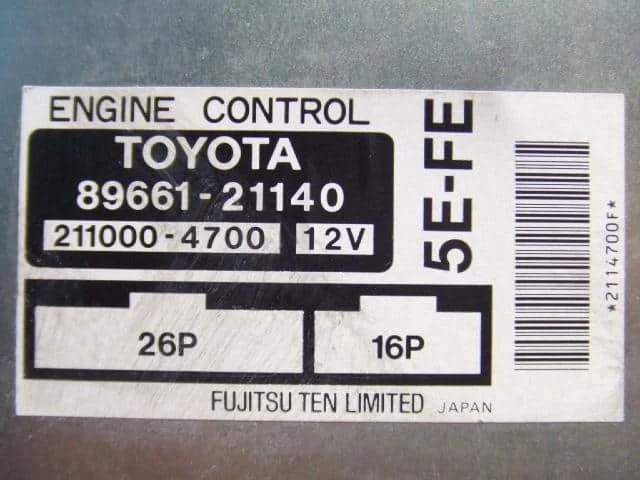 ENGINE CONTROL
TOYOTA
89661-21140
211000-4700 12V
5E-FE
26P 16P
FUJITSU TEN LIMITED JAPAN
*2114700F*